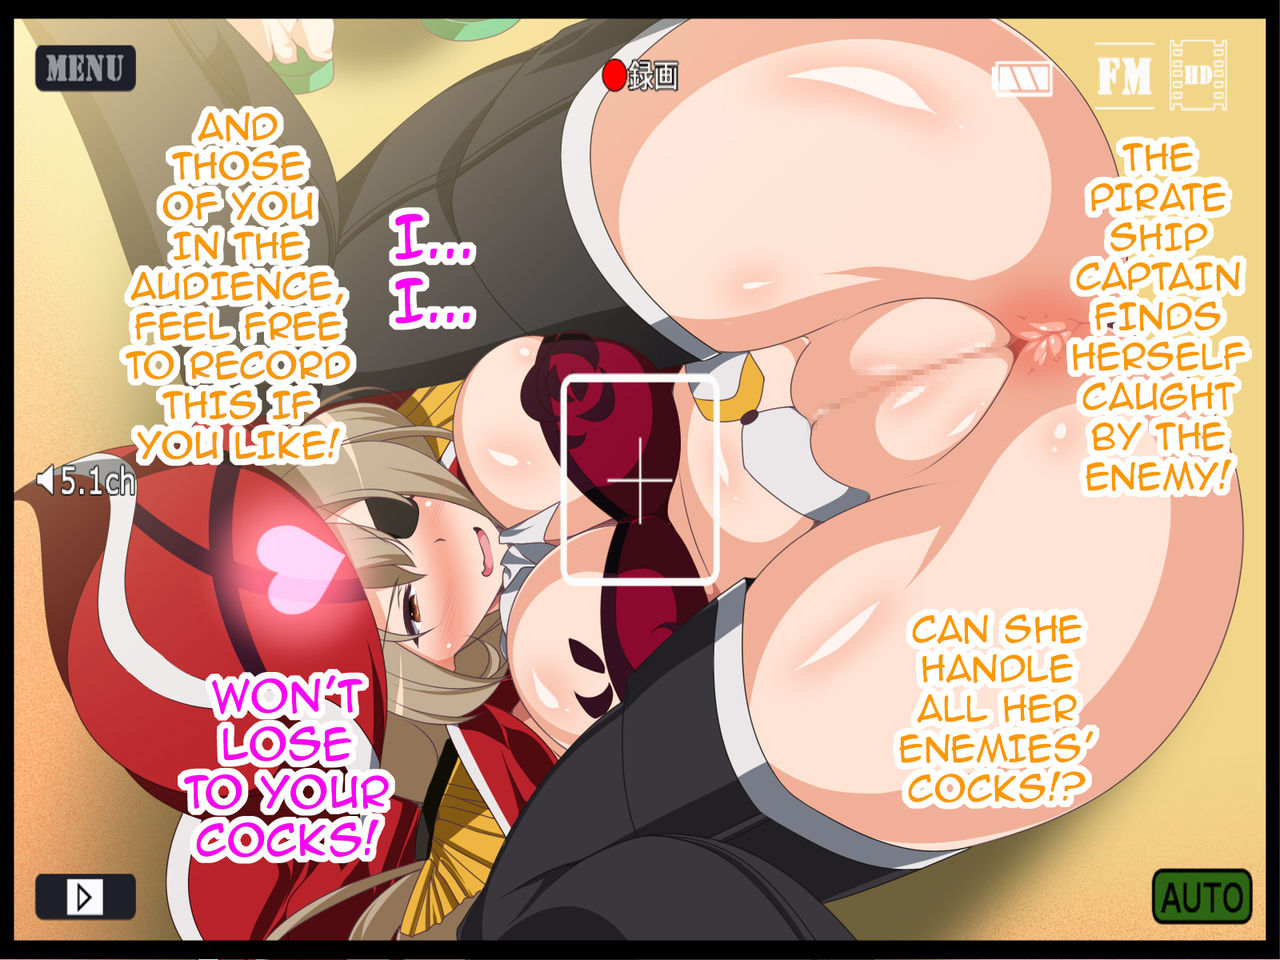 MENU
録画
FM
HD
AND
THOSE
OF YOU
IN THE
AUDIENCE,
FEEL FREE
TO RECORD
THIS IF
YOU LIKE!
I...
I...
THE
PIRATE
SHIP
CAPTAIN
FINDS
HERSELF
CAUGHT
BY THE
ENEMY!
5.1ch
WON'T
LOSE
TO YOUR
COCKS!
CAN SHE
HANDLE
ALL HER
ENEMIES'
COCKS!?
AUTO